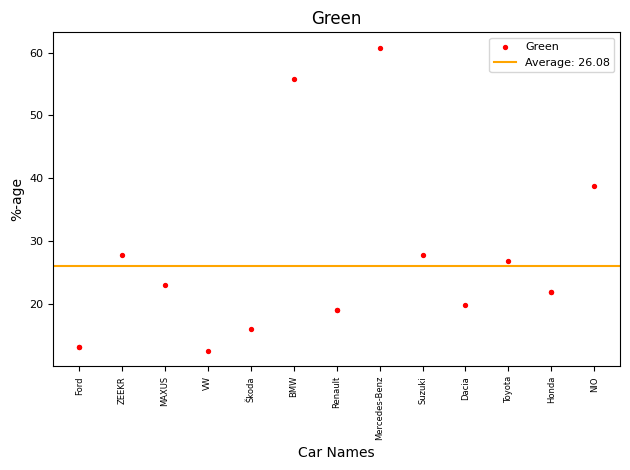 Green
Green
Average: 26.08
%-age
60
50
40
30
20
Ford
ZEEKR
MAXUS
VW
Škoda
BMW
Renault
Mercedes-Benz
Suzuki
Dacia
Toyota
Honda
NIO
Car Names